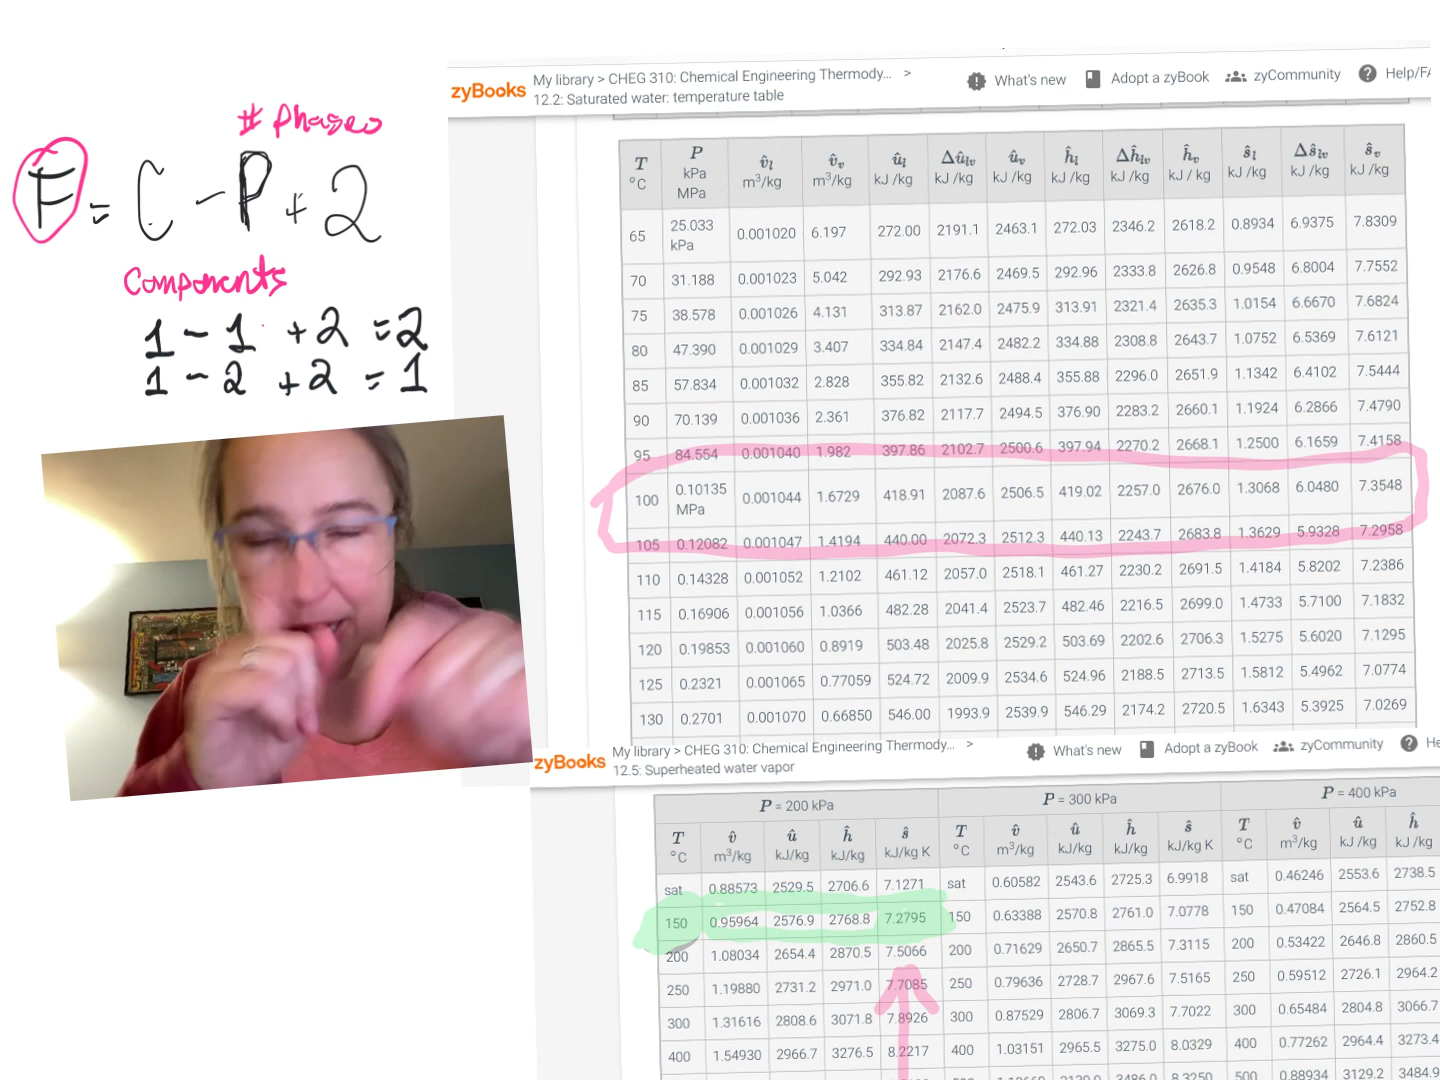 # phases
F = C - P + 2
Components
1 - 1 + 2 = 2
1 - 2 + 2 = 1
zyBooks My library > CHEG 310: Chemical Engineering Thermody... > What's new Adopt a zyBook zyCommunity Help/FA
12.2: Saturated water: temperature table
T P v̂l v̂v ûl Δûlv ûv ĥl Δĥlv ĥv ŝl Δŝlv ŝv
°C kPa MPa m³/kg m³/kg kJ/kg kJ/kg kJ/kg kJ/kg kJ/kg kJ/kg kJ/kg kJ/kg kJ/kg
65 25.033 kPa 0.001020 6.197 272.00 2191.1 2463.1 272.03 2346.2 2618.2 0.8934 6.9375 7.8309
70 31.188 0.001023 5.042 292.93 2176.6 2469.5 292.96 2333.8 2626.8 0.9548 6.8004 7.7552
75 38.578 0.001026 4.131 313.87 2162.0 2475.9 313.91 2321.4 2635.3 1.0154 6.6670 7.6824
80 47.390 0.001029 3.407 334.84 2147.4 2482.2 334.88 2308.8 2643.7 1.0752 6.5369 7.6121
85 57.834 0.001032 2.828 355.82 2132.6 2488.4 355.88 2296.0 2651.9 1.1342 6.4102 7.5444
90 70.139 0.001036 2.361 376.82 2117.7 2494.5 376.90 2283.2 2660.1 1.1924 6.2866 7.4790
95 84.554 0.001040 1.982 397.86 2102.7 2500.6 397.94 2270.2 2668.1 1.2500 6.1659 7.4158
100 0.10135 MPa 0.001044 1.6729 418.91 2087.6 2506.5 419.02 2257.0 2676.0 1.3068 6.0480 7.3548
105 0.12082 0.001047 1.4194 440.00 2072.3 2512.3 440.13 2243.7 2683.8 1.3629 5.9328 7.2958
110 0.14328 0.001052 1.2102 461.12 2057.0 2518.1 461.27 2230.2 2691.5 1.4184 5.8202 7.2386
115 0.16906 0.001056 1.0366 482.28 2041.4 2523.7 482.46 2216.5 2699.0 1.4733 5.7100 7.1832
120 0.19853 0.001060 0.8919 503.48 2025.8 2529.2 503.69 2202.6 2706.3 1.5275 5.6020 7.1295
125 0.2321 0.001065 0.77059 524.72 2009.9 2534.6 524.96 2188.5 2713.5 1.5812 5.4962 7.0774
130 0.2701 0.001070 0.66850 546.00 1993.9 2539.9 546.29 2174.2 2720.5 1.6343 5.3925 7.0269
zyBooks My library > CHEG 310: Chemical Engineering Thermody... > What's new Adopt a zyBook zyCommunity He
12.5: Superheated water vapor
P = 200 kPa P = 300 kPa P = 400 kPa
T v̂ û ĥ ŝ T v̂ û ĥ ŝ T v̂ û ĥ
°C m³/kg kJ/kg kJ/kg kJ/kg K °C m³/kg kJ/kg kJ/kg kJ/kg K °C m³/kg kJ/kg kJ/kg
sat 0.88573 2529.5 2706.6 7.1271 sat 0.60582 2543.6 2725.3 6.9918 sat 0.46246 2553.6 2738.5
150 0.95964 2576.9 2768.8 7.2795 150 0.63388 2570.8 2761.0 7.0778 150 0.47084 2564.5 2752.8
200 1.08034 2654.4 2870.5 7.5066 200 0.71629 2650.7 2865.5 7.3115 200 0.53422 2646.8 2860.5
250 1.19880 2731.2 2971.0 7.7085 250 0.79636 2728.7 2967.6 7.5165 250 0.59512 2726.1 2964.2
300 1.31616 2808.6 3071.8 7.8926 300 0.87529 2806.7 3069.3 7.7022 300 0.65484 2804.8 3066.7
400 1.54930 2966.7 3276.5 8.2217 400 1.03151 2965.5 3275.0 8.0329 400 0.77262 2964.4 3273.4
500 0.88934 3129.2 3484.9